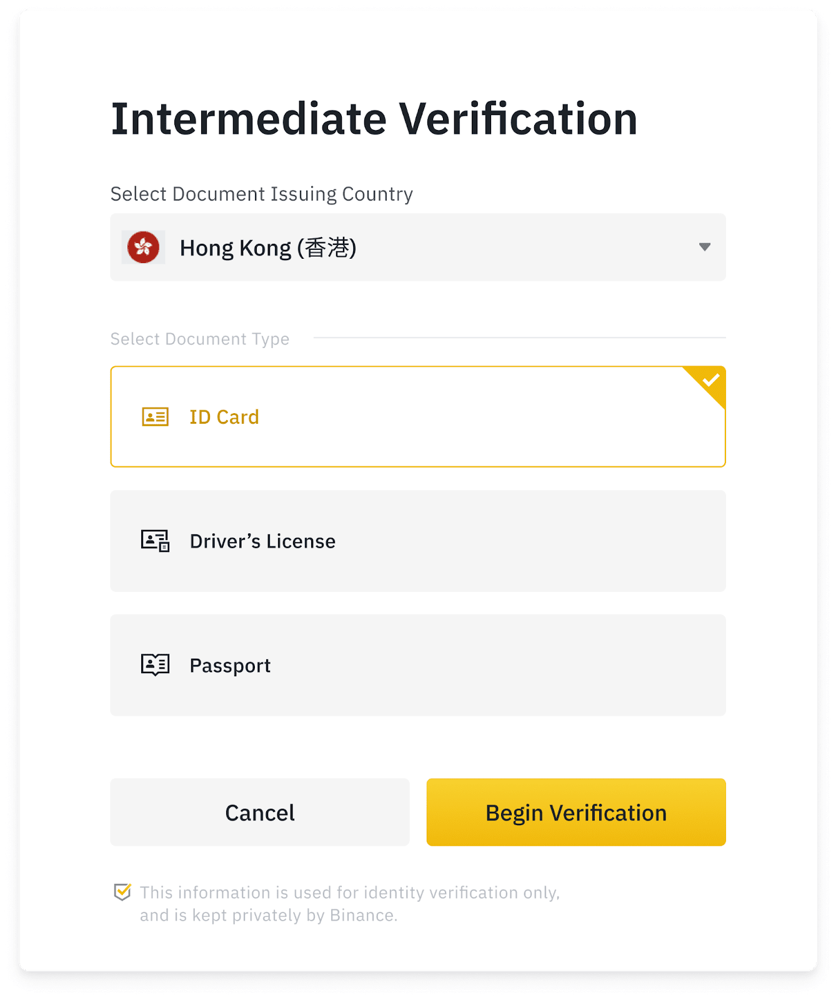 Intermediate Verification
Select Document Issuing Country
Hong Kong (香港)
Select Document Type
ID Card
Driver’s License
Passport
Cancel
Begin Verification
This information is used for identity verification only,
and is kept privately by Binance.